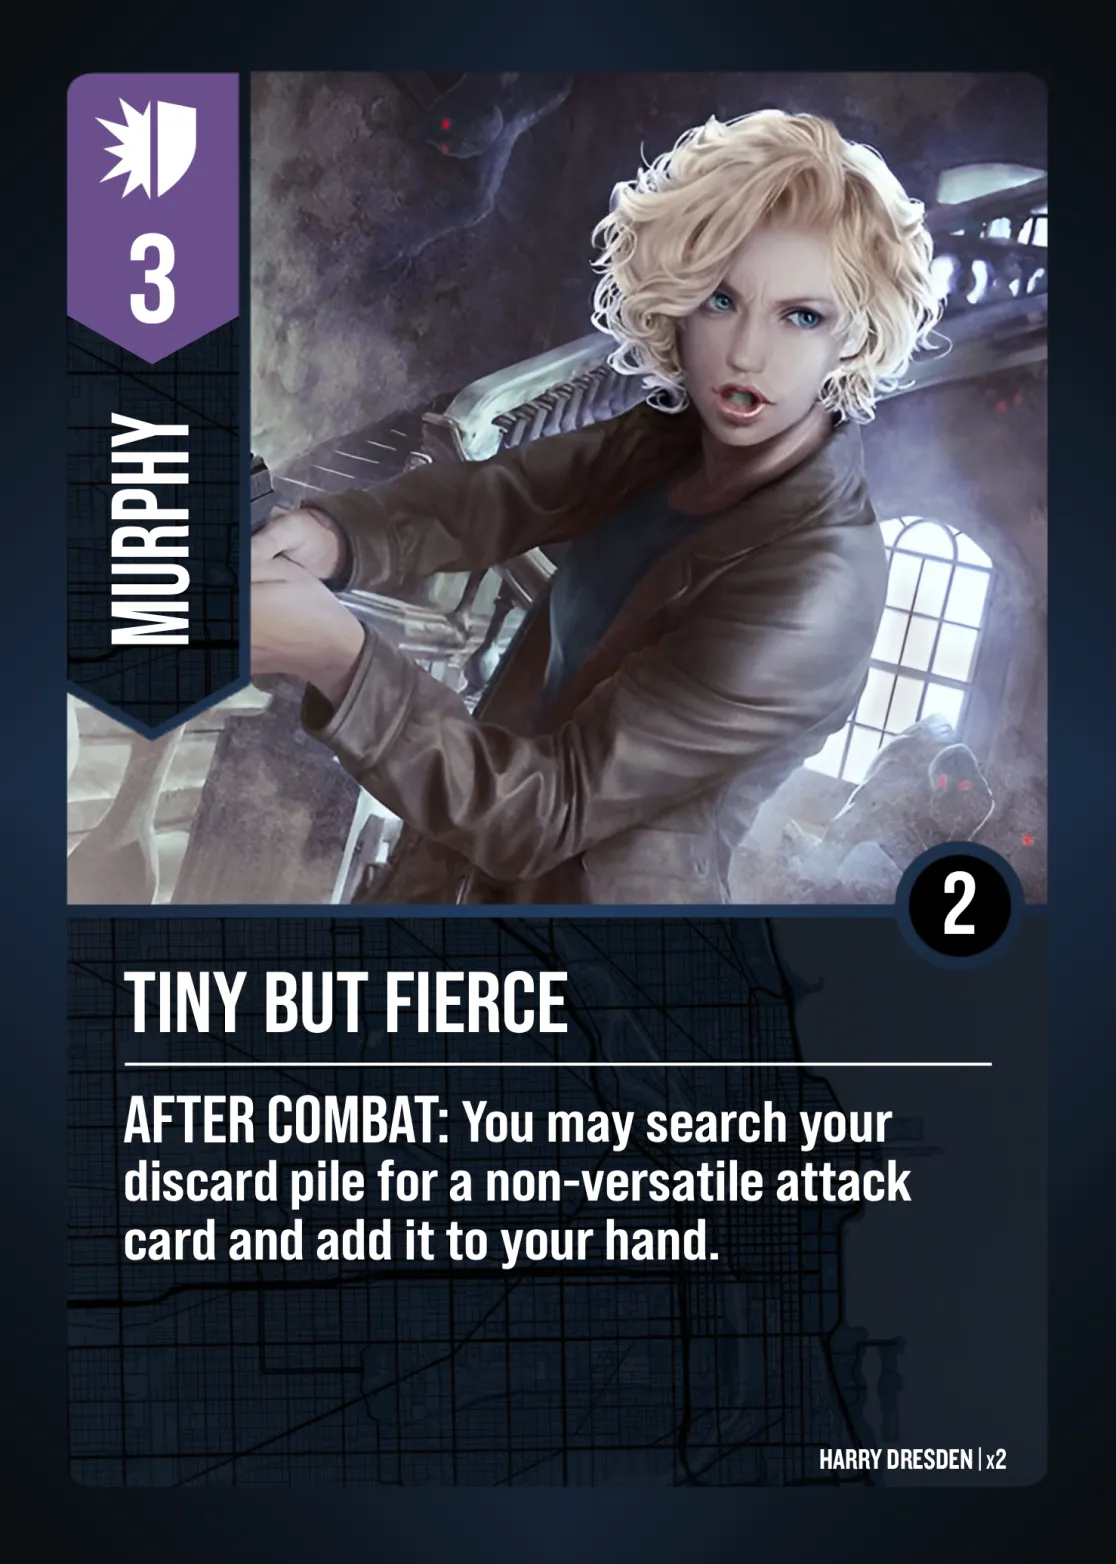 3
MURPHY
2
TINY BUT FIERCE
AFTER COMBAT: You may search your
discard pile for a non-versatile attack
card and add it to your hand.
HARRY DRESDEN | x2